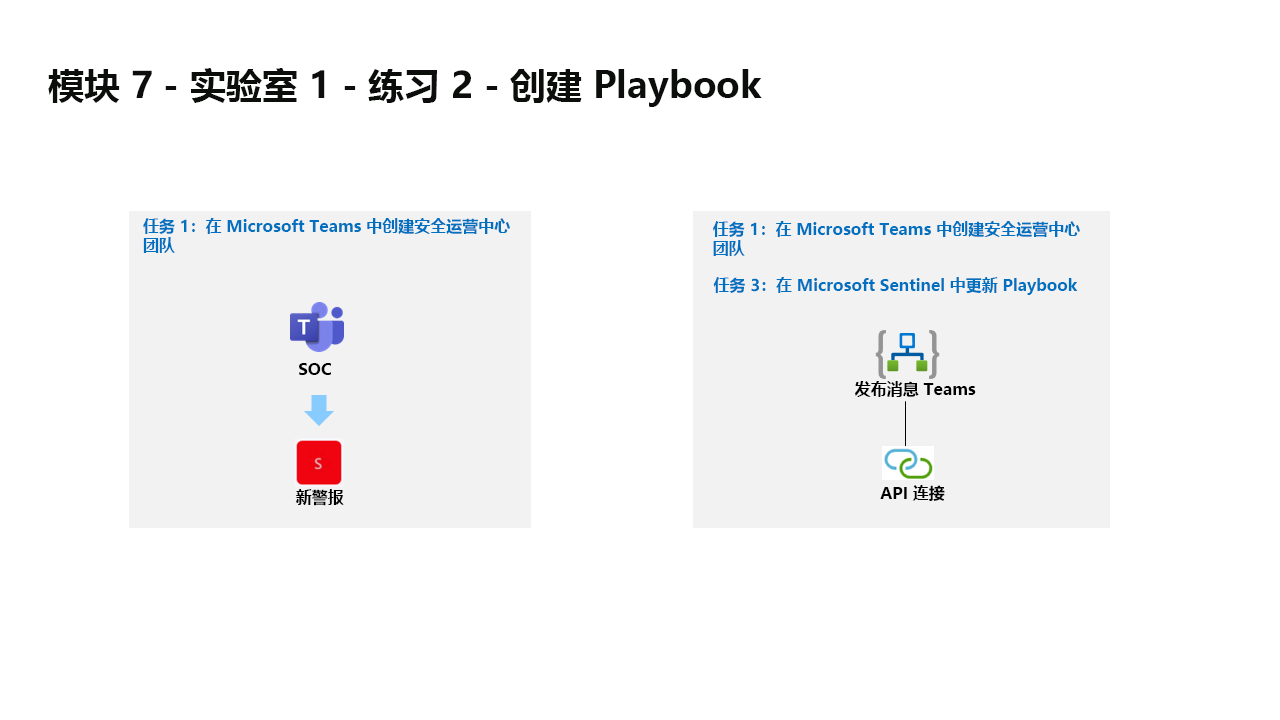 模块 7 - 实验室 1 - 练习 2 - 创建 Playbook
任务 1：在 Microsoft Teams 中创建安全运营中心
团队
T
SOC
S
新警报
任务 1：在 Microsoft Teams 中创建安全运营中心
团队
任务 3：在 Microsoft Sentinel 中更新 Playbook
发布消息 Teams
API 连接